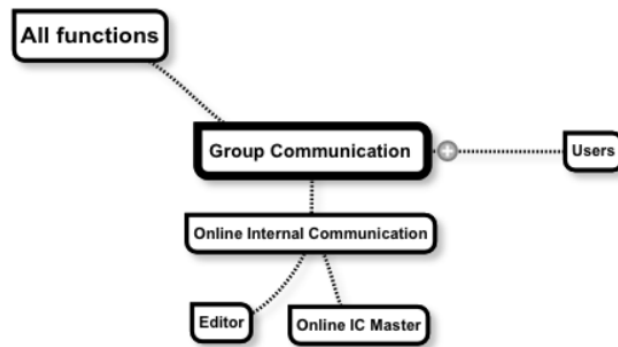 All functions
Group Communication
Users
Online Internal Communication
Editor
Online IC Master